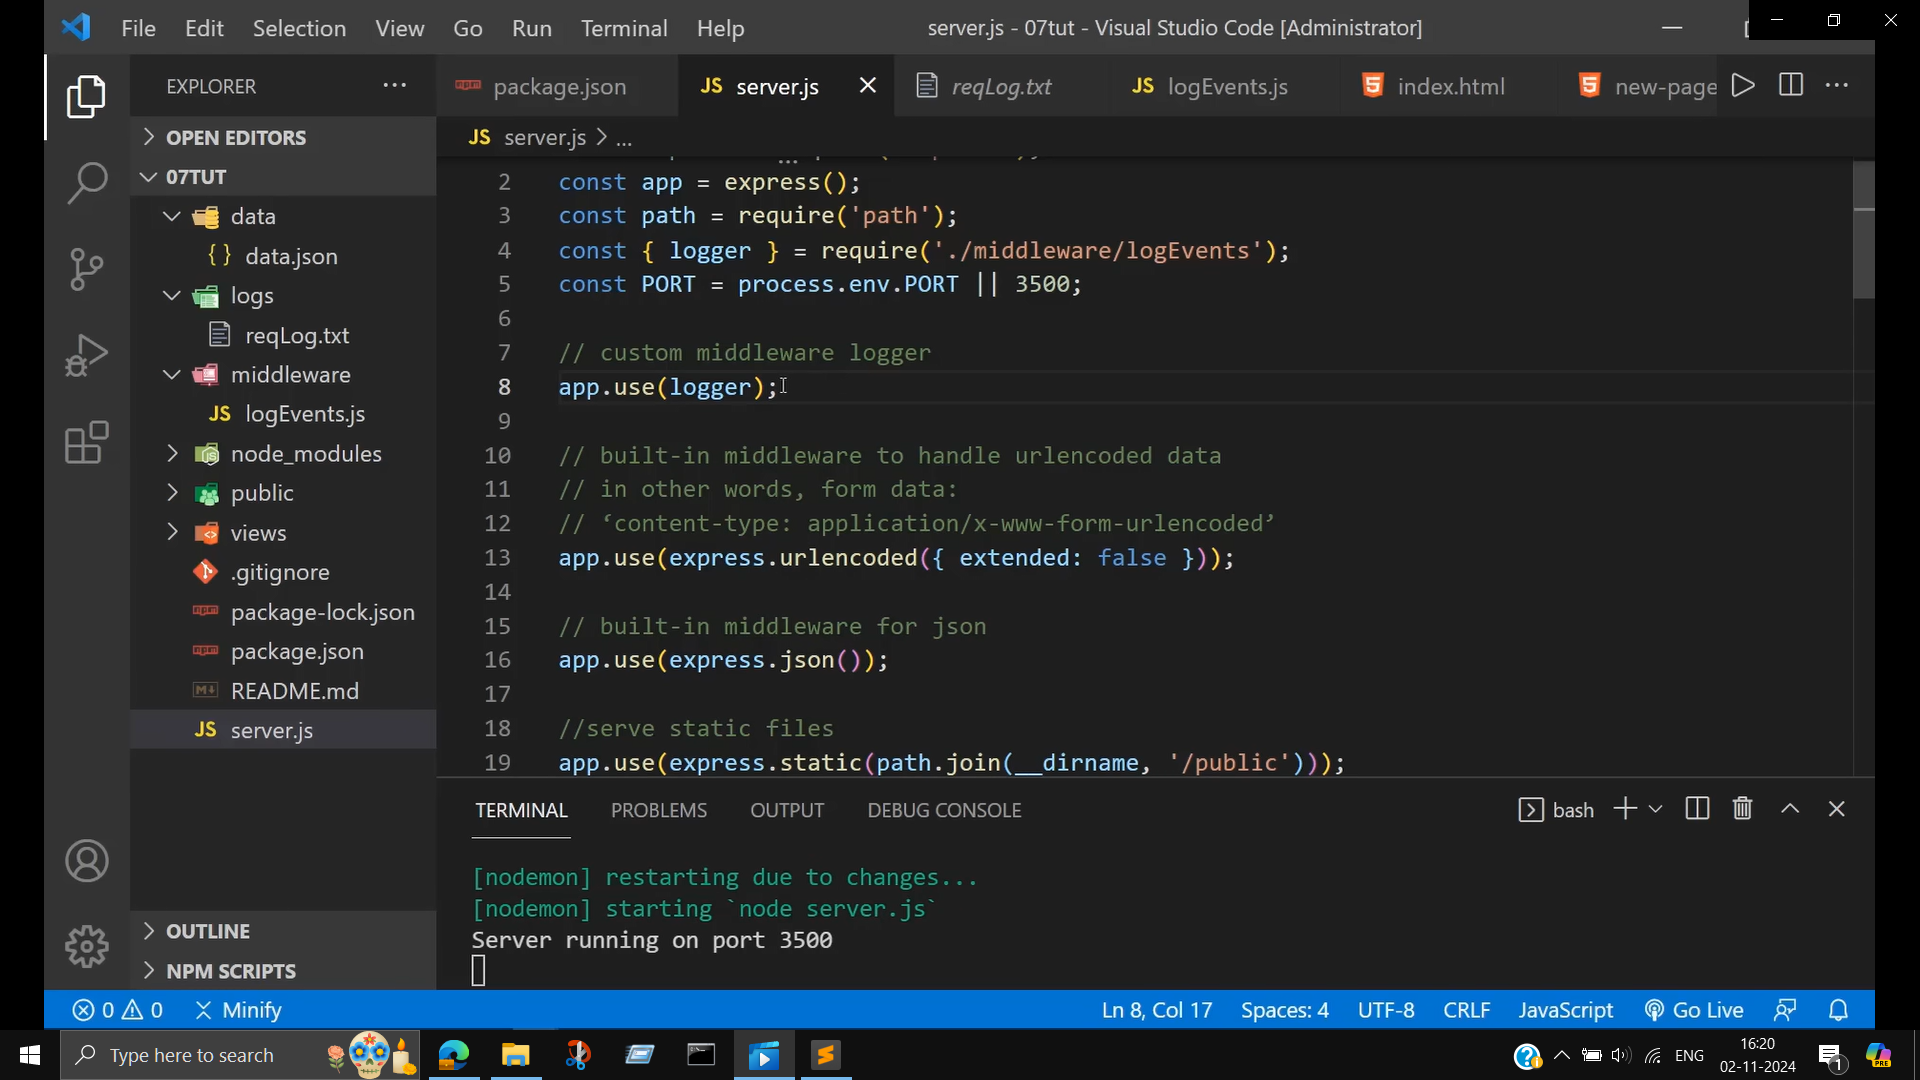 File Edit Selection View Go Run Terminal Help
server.js - 07tut - Visual Studio Code [Administrator]
EXPLORER
package.json
JS server.js
reqLog.txt
JS logEvents.js
index.html
new-page
OPEN EDITORS
JS server.js > ...
07TUT
data
data.json
logs
reqLog.txt
middleware
JS logEvents.js
node_modules
public
views
.gitignore
package-lock.json
package.json
README.md
JS server.js
OUTLINE
NPM SCRIPTS
2 const app = express();
3 const path = require('path');
4 const { logger } = require('./middleware/logEvents');
5 const PORT = process.env.PORT || 3500;
6
7 // custom middleware logger
8 app.use(logger);
9
10 // built-in middleware to handle urlencoded data
11 // in other words, form data:
12 // ‘content-type: application/x-www-form-urlencoded’
13 app.use(express.urlencoded({ extended: false }));
14
15 // built-in middleware for json
16 app.use(express.json());
17
18 //serve static files
19 app.use(express.static(path.join(__dirname, '/public')));
TERMINAL PROBLEMS OUTPUT DEBUG CONSOLE
bash
[nodemon] restarting due to changes...
[nodemon] starting `node server.js`
Server running on port 3500
0 0 Minify
Ln 8, Col 17 Spaces: 4 UTF-8 CRLF JavaScript Go Live
Type here to search
ENG
16:20
02-11-2024
1
PRE